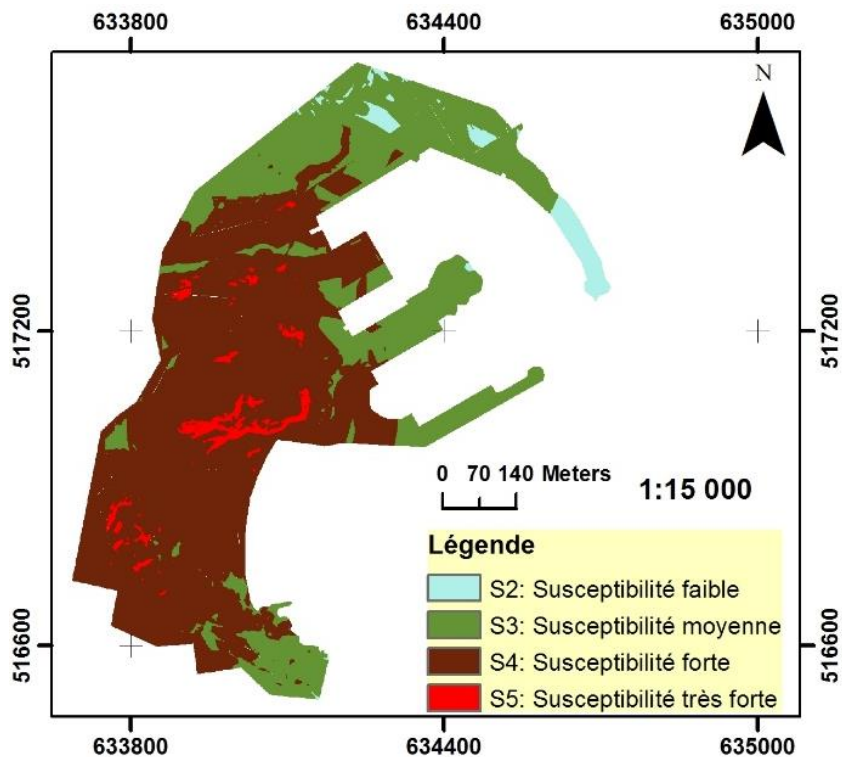 633800 634400 635000
N
517200 517200
0 70 140 Meters
1:15 000
Légende
S2: Susceptibilité faible
S3: Susceptibilité moyenne
S4: Susceptibilité forte
S5: Susceptibilité très forte
516600 516600
633800 634400 635000